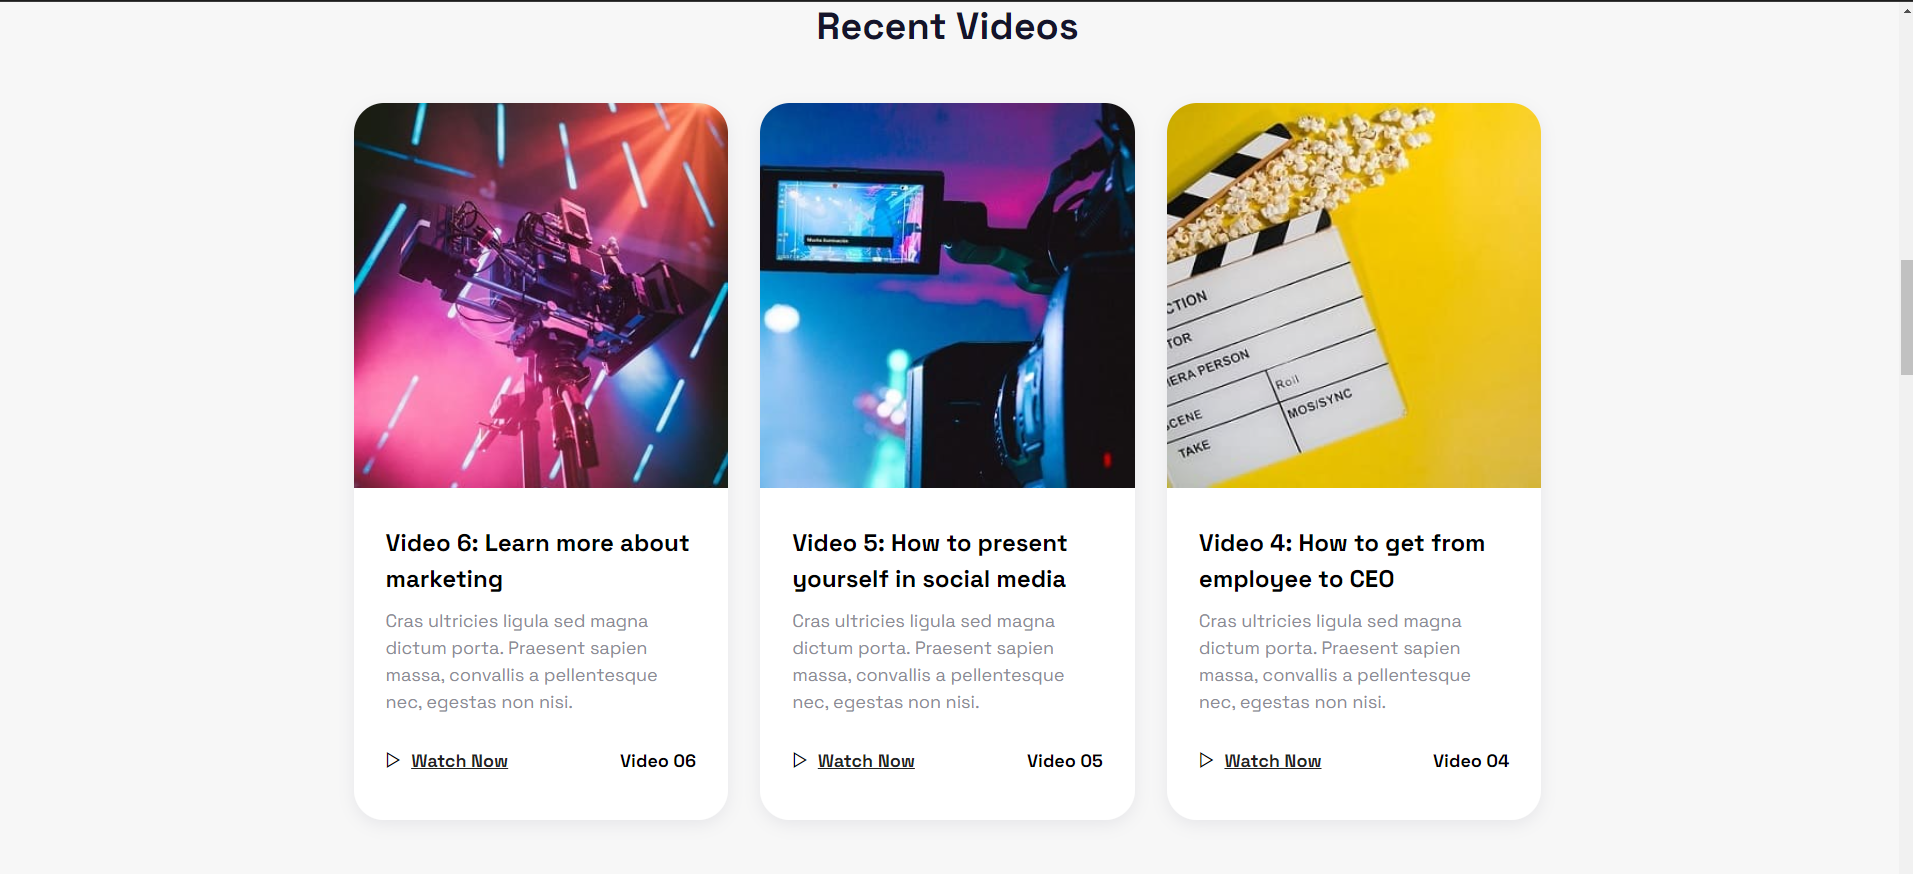 Recent Videos
CTION
TOR
ERA PERSON
Roll
SCENE
MOS/SYNC
TAKE
Video 6: Learn more about
marketing
Cras ultricies ligula sed magna
dictum porta. Praesent sapien
massa, convallis a pellentesque
nec, egestas non nisi.
Watch Now
Video 06
Video 5: How to present
yourself in social media
Cras ultricies ligula sed magna
dictum porta. Praesent sapien
massa, convallis a pellentesque
nec, egestas non nisi.
Watch Now
Video 05
Video 4: How to get from
employee to CEO
Cras ultricies ligula sed magna
dictum porta. Praesent sapien
massa, convallis a pellentesque
nec, egestas non nisi.
Watch Now
Video 04